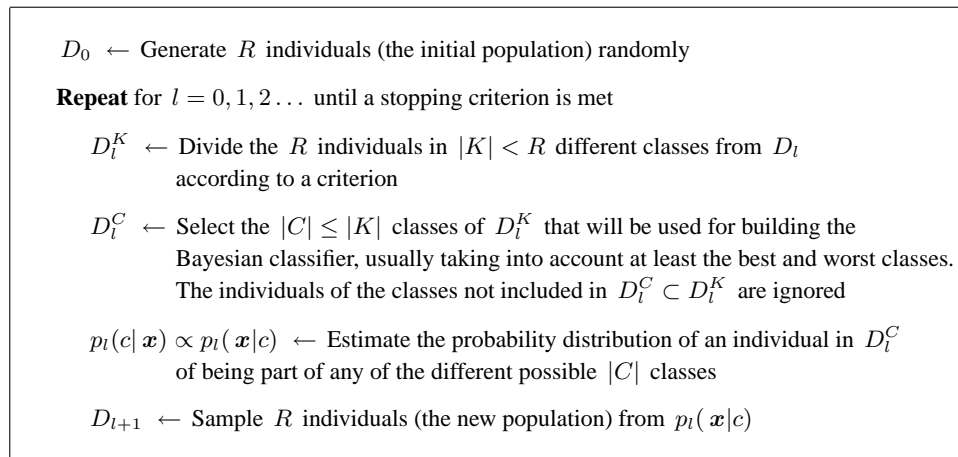 D_0 ← Generate R individuals (the initial population) randomly
Repeat for l = 0, 1, 2 . . . until a stopping criterion is met
D_l^K ← Divide the R individuals in |K| < R different classes from D_l
according to a criterion
D_l^C ← Select the |C| ≤ |K| classes of D_l^K that will be used for building the
Bayesian classifier, usually taking into account at least the best and worst classes.
The individuals of the classes not included in D_l^C ⊂ D_l^K are ignored
p_l(c| x) ∝ p_l( x|c) ← Estimate the probability distribution of an individual in D_l^C
of being part of any of the different possible |C| classes
D_{l+1} ← Sample R individuals (the new population) from p_l( x|c)